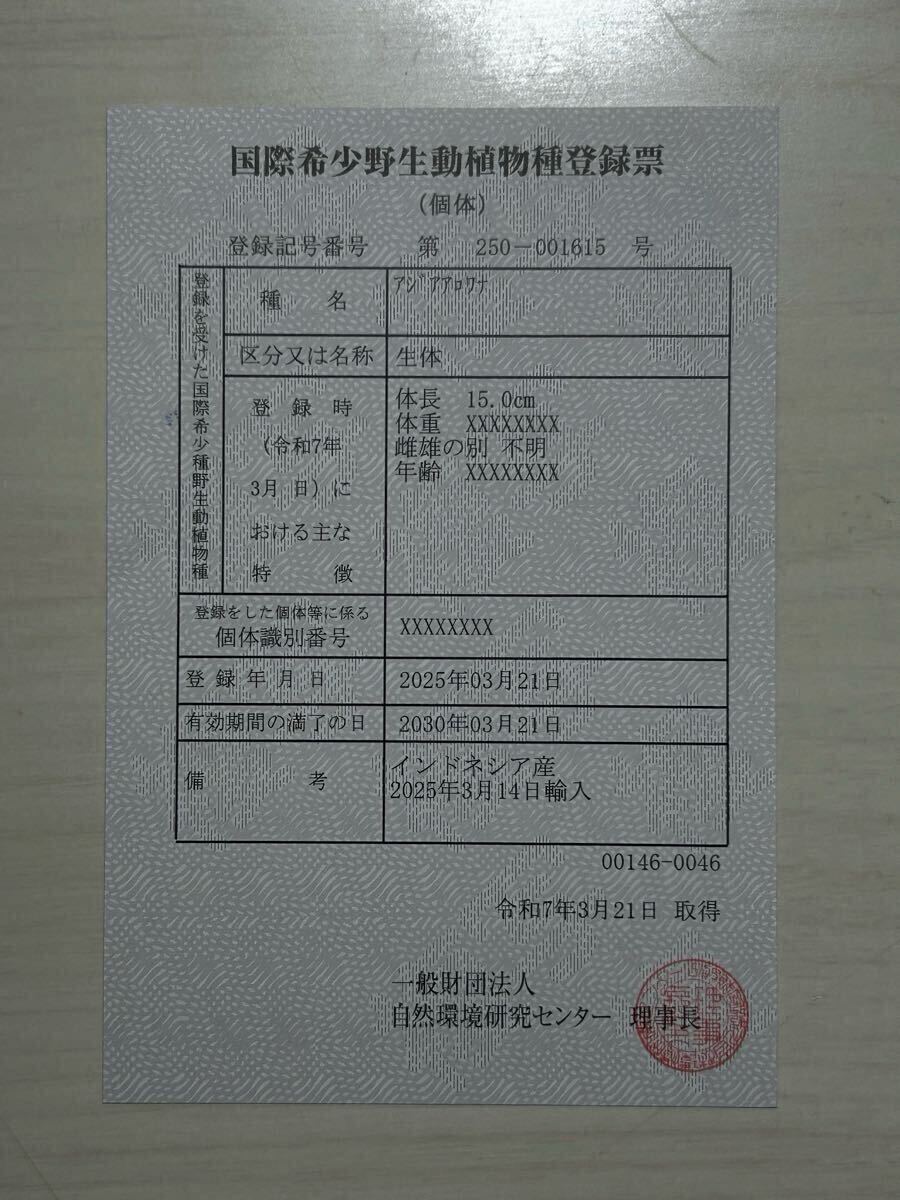 国際希少野生動植物種登録票
(個体)
登録記号番号 第 250-001615 号
登録を受けた国際希少種野生動植物種
種 名
ｱｼﾞｱｱﾛﾜﾅ
区分又は名称
生体
登 録 時
(令和7年
3月 日)に
おける主な
特 徴
体長 15.0cm
体重 XXXXXXXX
雌雄の別 不明
年齢 XXXXXXXX
登録をした個体等に係る
個体識別番号
XXXXXXXX
登 録 年 月 日
2025年03月21日
有効期間の満了の日
2030年03月21日
備 考
インドネシア産
2025年3月14日輸入
00146-0046
令和7年3月21日 取得
一般財団法人
自然環境研究センター 理事長